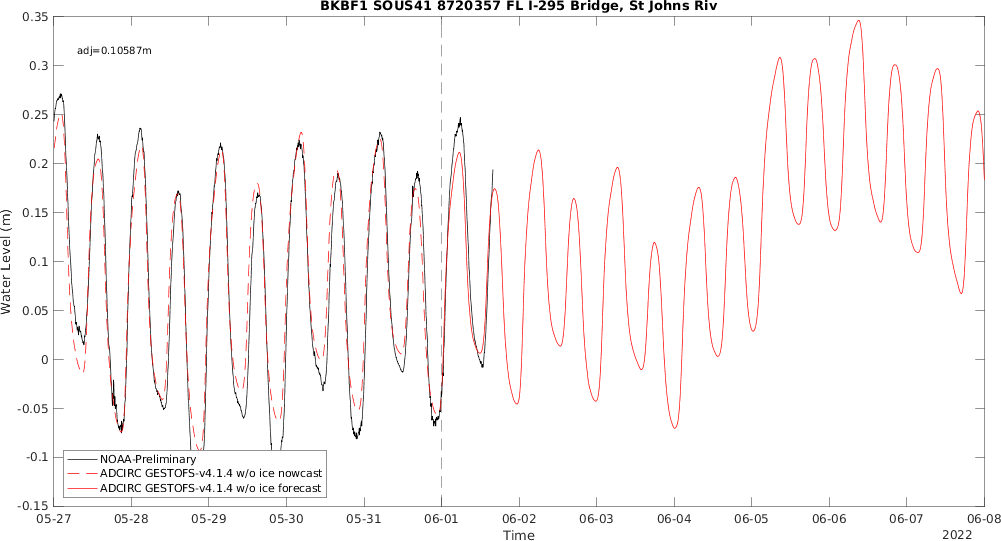 BKBF1 SOUS41 8720357 FL I-295 Bridge, St Johns Riv
adj=0.10587m
0.35
0.3
0.25
0.2
0.15
0.1
0.05
0
-0.05
-0.1
-0.15
Water Level (m)
NOAA-Preliminary
ADCIRC GESTOFS-v4.1.4 w/o ice nowcast
ADCIRC GESTOFS-v4.1.4 w/o ice forecast
05-27 05-28 05-29 05-30 05-31 06-01 06-02 06-03 06-04 06-05 06-06 06-07 06-08
Time
2022